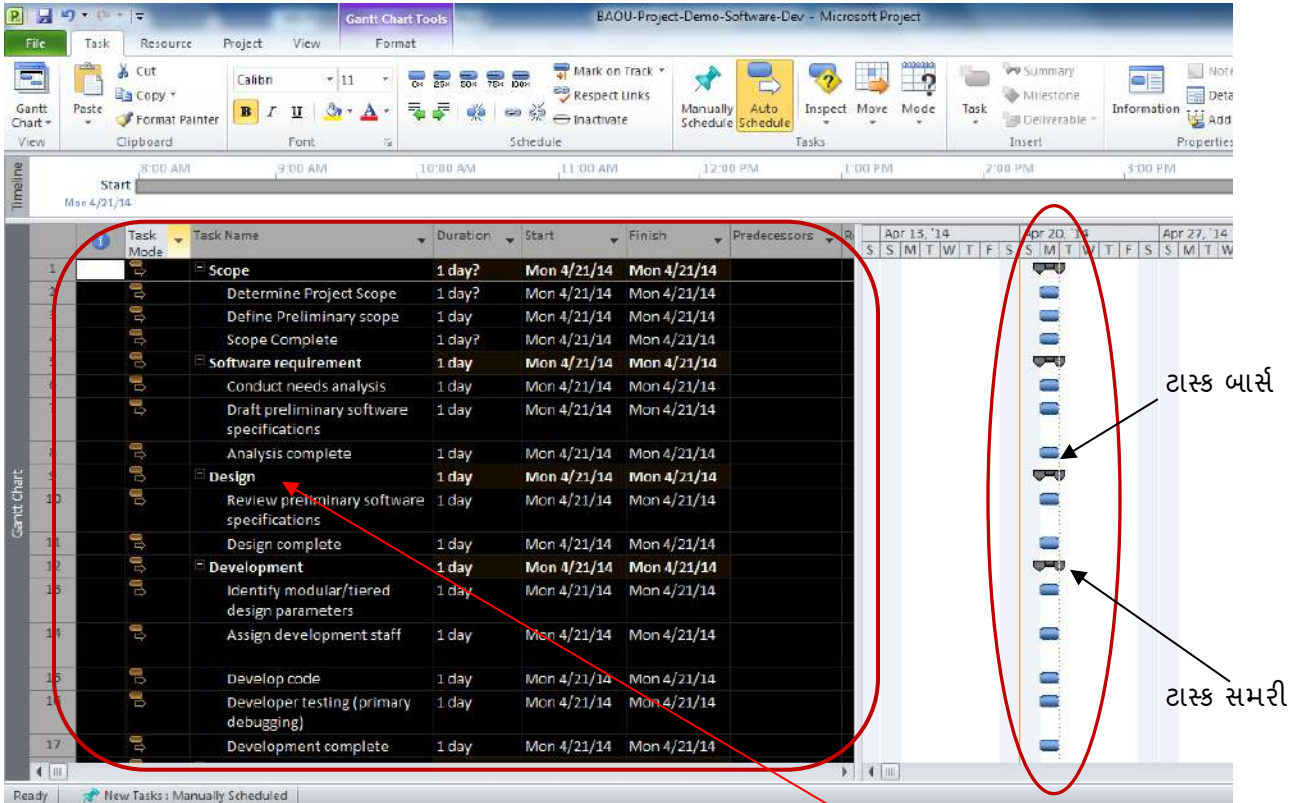 Gantt Chart Tools BAOU-Project-Demo-Software-Dev - Microsoft Project
File Task Resource Project View Format
Cut Calibri 11 Mark on Track Summary
Copy Respect Links Milestone
Gantt Chart Paste Format Painter B I U A Inactivate Manually Schedule Auto Schedule Inspect Move Mode Task Deliverable Information Add
View Clipboard Font Schedule Tasks Insert Properties
Timeline 8:00 AM 9:00 AM 10:00 AM 11:00 AM 12:00 PM 1:00 PM 2:00 PM 3:00 PM
Start
Mon 4/21/14
Task Mode Task Name Duration Start Finish Predecessors Apr 13, '14 Apr 20, '14 Apr 27, '14
S S M T W T F S S M T W T F S S M T W
1 Scope 1 day? Mon 4/21/14 Mon 4/21/14
2 Determine Project Scope 1 day? Mon 4/21/14 Mon 4/21/14
3 Define Preliminary scope 1 day Mon 4/21/14 Mon 4/21/14
4 Scope Complete 1 day? Mon 4/21/14 Mon 4/21/14
5 Software requirement 1 day Mon 4/21/14 Mon 4/21/14
6 Conduct needs analysis 1 day Mon 4/21/14 Mon 4/21/14
ટાસ્ક બાર્સ
7 Draft preliminary software 1 day Mon 4/21/14 Mon 4/21/14
specifications
8 Analysis complete 1 day Mon 4/21/14 Mon 4/21/14
9 Design 1 day Mon 4/21/14 Mon 4/21/14
10 Review preliminary software 1 day Mon 4/21/14 Mon 4/21/14
specifications
11 Design complete 1 day Mon 4/21/14 Mon 4/21/14
12 Development 1 day Mon 4/21/14 Mon 4/21/14
13 Identify modular/tiered 1 day Mon 4/21/14 Mon 4/21/14
design parameters
14 Assign development staff 1 day Mon 4/21/14 Mon 4/21/14
15 Develop code 1 day Mon 4/21/14 Mon 4/21/14
16 Developer testing (primary 1 day Mon 4/21/14 Mon 4/21/14
debugging)
ટાસ્ક સમરી
17 Development complete 1 day Mon 4/21/14 Mon 4/21/14
Gantt Chart
Ready New Tasks : Manually Scheduled